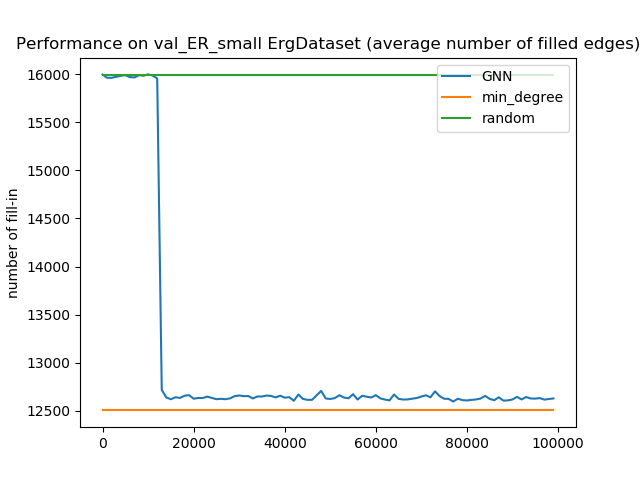 Performance on val_ER_small ErgDataset (average number of filled edges)
number of fill-in
16000
15500
15000
14500
14000
13500
13000
12500
0
20000
40000
60000
80000
100000
GNN
min_degree
random